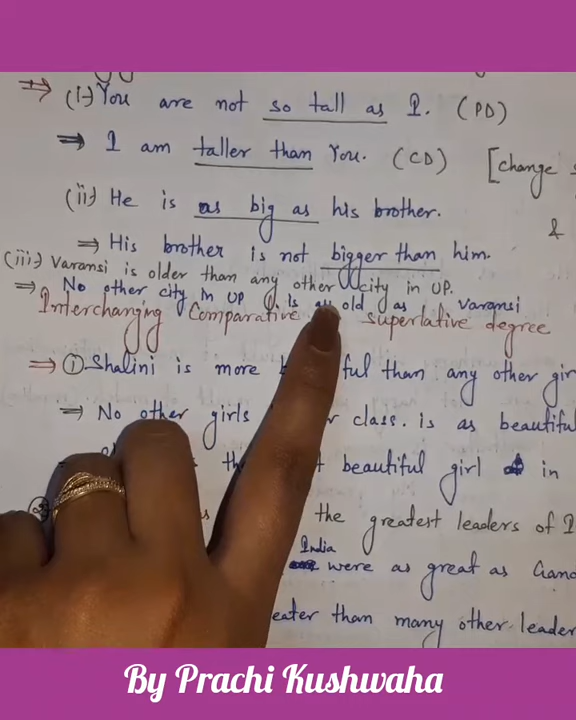 ⇒ (i) You are not so tall as I. (PD)
⇒ I am taller than You. (CD) [Change
(ii) He is as big as his brother. &
⇒ His brother is not bigger than him.
(iii) Varansi is older than any other city in UP.
⇒ No other city in UP is as old as Varansi
Interchanging Comparative Superlative degree
⇒ ① Shalini is more ful than any other gir
⇒ No other girls class. is as beautiful
beautiful girl in
the greatest leaders of I
India
were as great as Gand
eater than many other leader
By Prachi Kushwaha